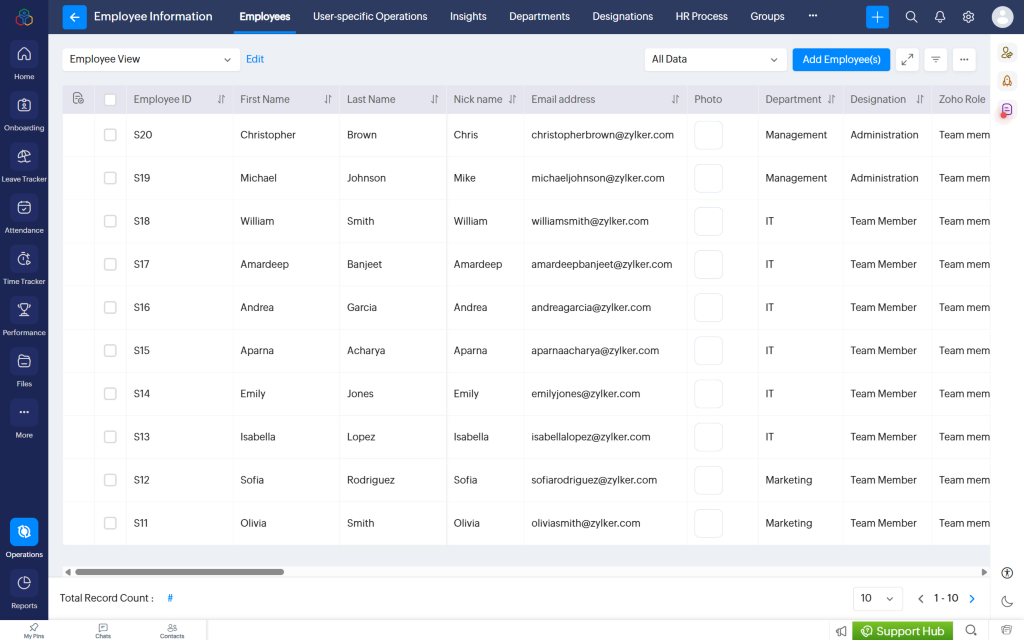 Employee Information Employees User-specific Operations Insights Departments Designations HR Process Groups
Home
Onboarding
Leave Tracker
Attendance
Time Tracker
Performance
Files
More
Operations
Reports
Employee View Edit All Data Add Employee(s)
Employee ID First Name Last Name Nick name Email address Photo Department Designation Zoho Role
S20 Christopher Brown Chris christopherbrown@zylker.com Management Administration Team mem
S19 Michael Johnson Mike michaeljohnson@zylker.com Management Administration Team mem
S18 William Smith William williamsmith@zylker.com IT Team Member Team mem
S17 Amardeep Banjeet Amardeep amardeepbanjeet@zylker.com IT Team Member Team mem
S16 Andrea Garcia Andrea andreagarcia@zylker.com IT Team Member Team mem
S15 Aparna Acharya Aparna aparnaacharya@zylker.com IT Team Member Team mem
S14 Emily Jones Emily emilyjones@zylker.com IT Team Member Team mem
S13 Isabella Lopez Isabella isabellalopez@zylker.com IT Team Member Team mem
S12 Sofia Rodriguez Sofia sofiarodriguez@zylker.com Marketing Team Member Team mem
S11 Olivia Smith Olivia oliviasmith@zylker.com Marketing Team Member Team mem
Total Record Count : # 10 1 - 10
My Pins Chats Contacts Support Hub